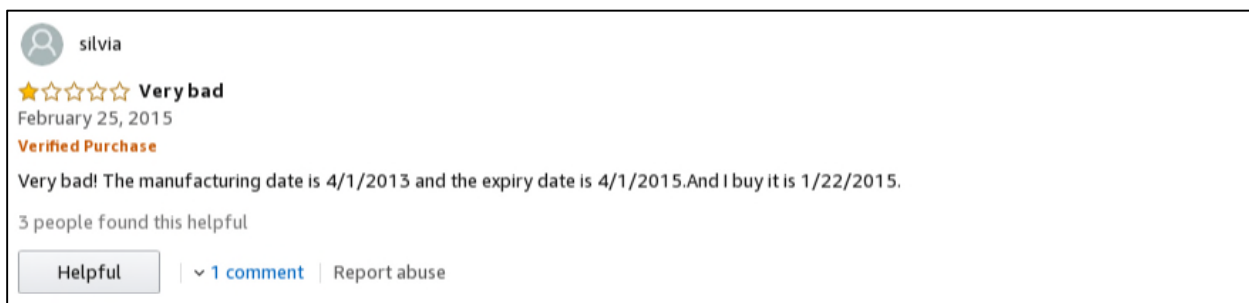 silvia
Very bad
February 25, 2015
Verified Purchase
Very bad! The manufacturing date is 4/1/2013 and the expiry date is 4/1/2015.And I buy it is 1/22/2015.
3 people found this helpful
Helpful 1 comment Report abuse